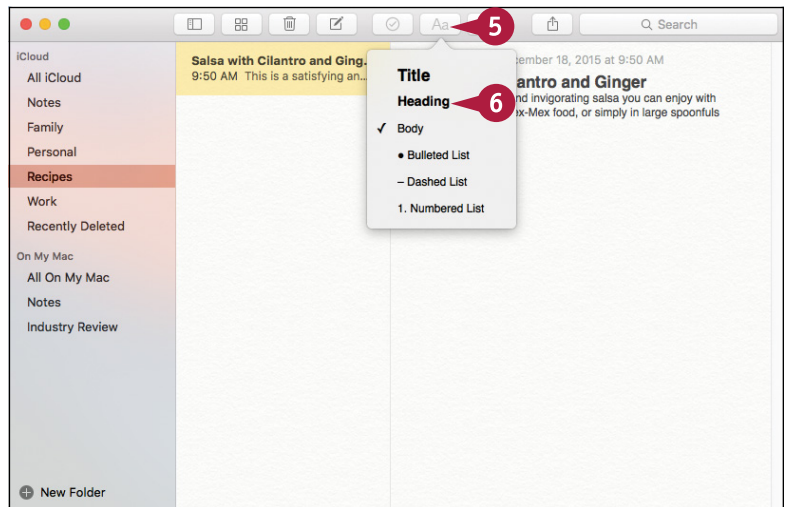 Aa
5
Search
iCloud
All iCloud
Notes
Family
Personal
Recipes
Work
Recently Deleted
On My Mac
All On My Mac
Notes
Industry Review
New Folder
Salsa with Cilantro and Ging..
9:50 AM This is a satisfying an...
Title
Heading
6
✓ Body
• Bulleted List
– Dashed List
1. Numbered List
cember 18, 2015 at 9:50 AM
antro and Ginger
nd invigorating salsa you can enjoy with
ex-Mex food, or simply in large spoonfuls